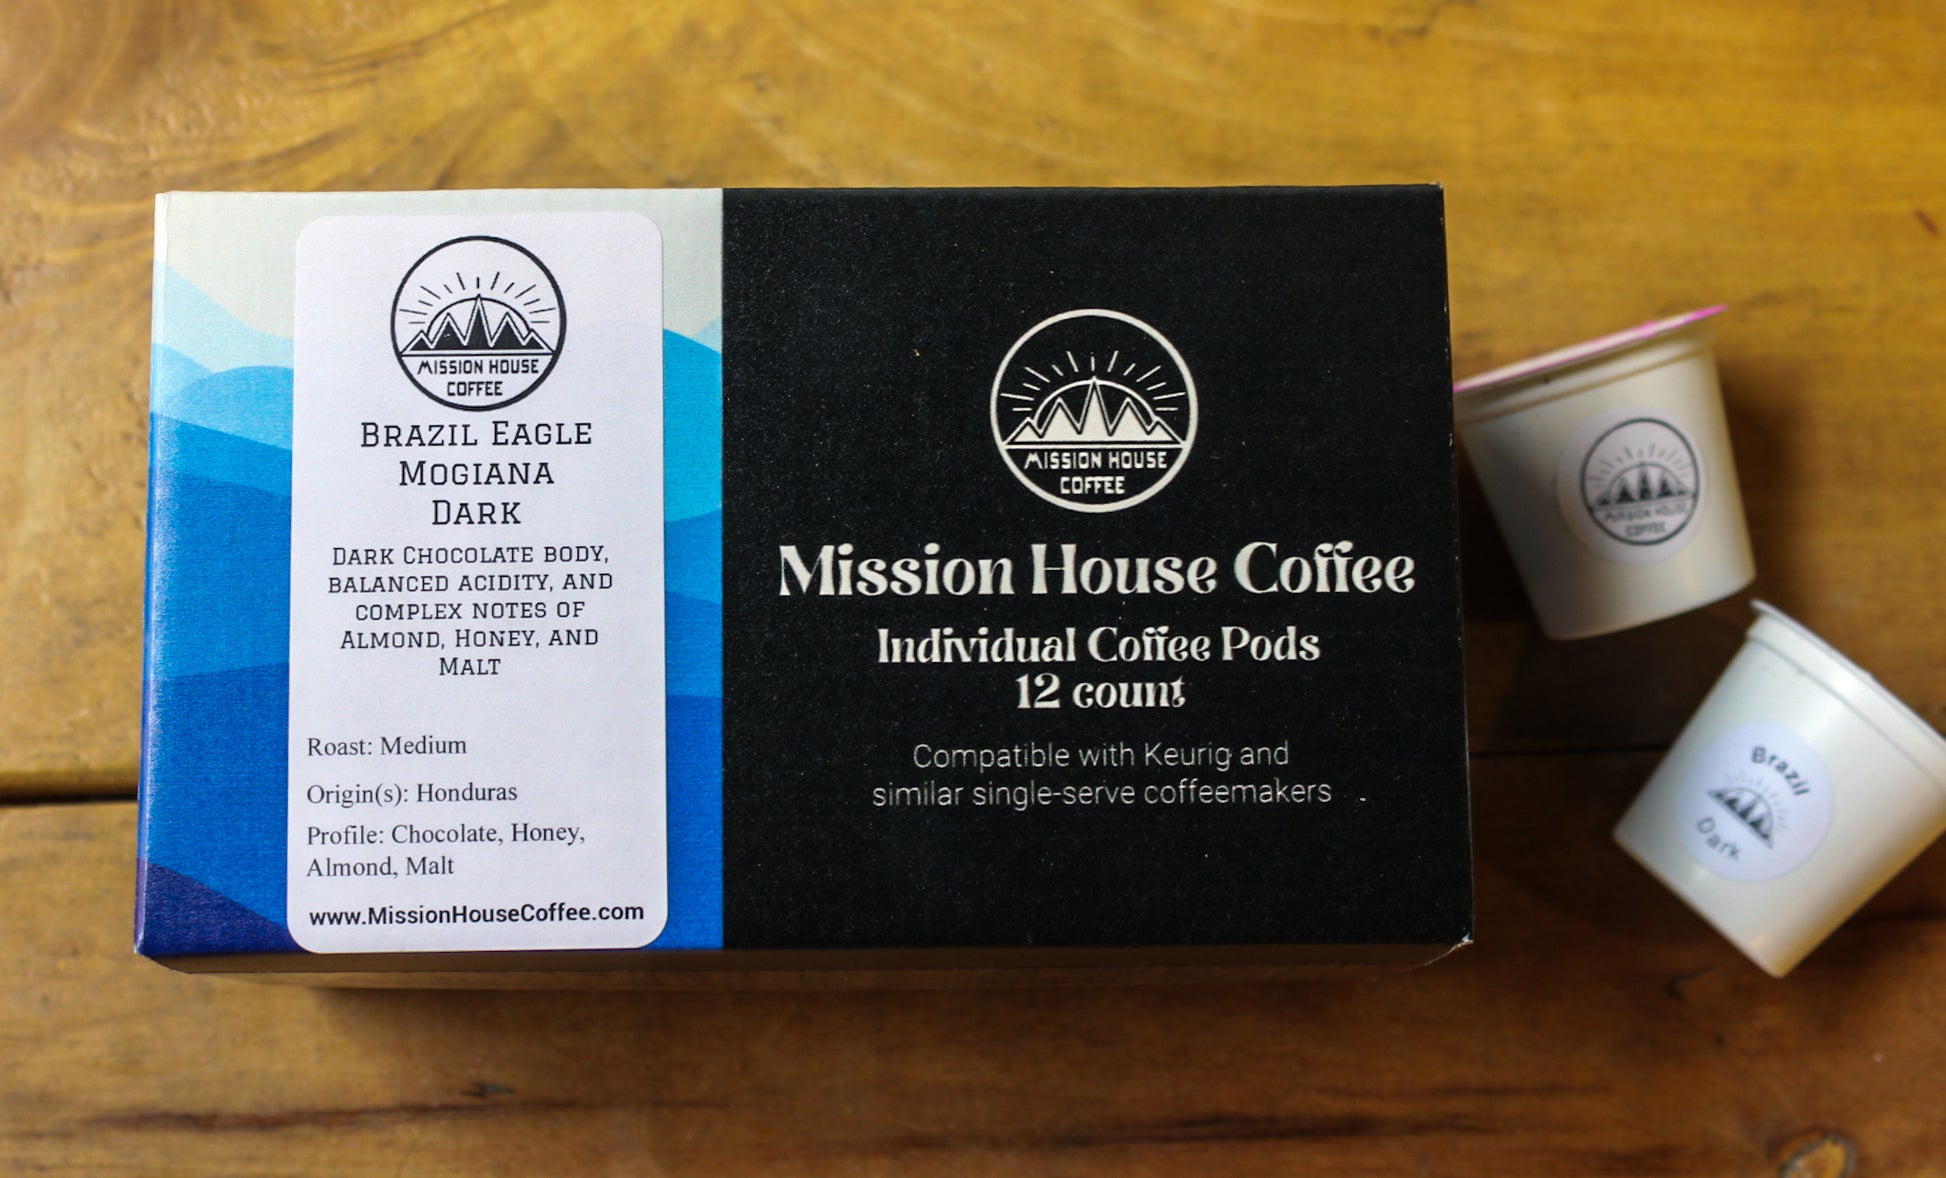 MISSION HOUSE
COFFEE
BRAZIL EAGLE
MOGIANA
DARK
DARK CHOCOLATE BODY,
BALANCED ACIDITY, AND
COMPLEX NOTES OF
ALMOND, HONEY, AND
MALT
Roast: Medium
Origin(s): Honduras
Profile: Chocolate, Honey,
Almond, Malt
www.MissionHouseCoffee.com
MISSION HOUSE
COFFEE
Mission House Coffee
Individual Coffee Pods
12 count
Compatible with Keurig and
similar single-serve coffeemakers
MISSION HOUSE
COFFEE
Brazil
Dark